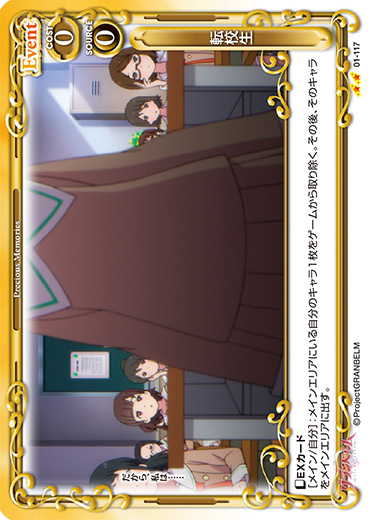 Event
COST
0
SOURCE
0
転校生
Precious Memories
だから、私は……
■EXカード
[メイン/自分]:メインエリアにいる自分のキャラ1枚をゲームから取り除く。その後、そのキャラ
をメインエリアに出す。
©ProjectGRANBELM
01-117